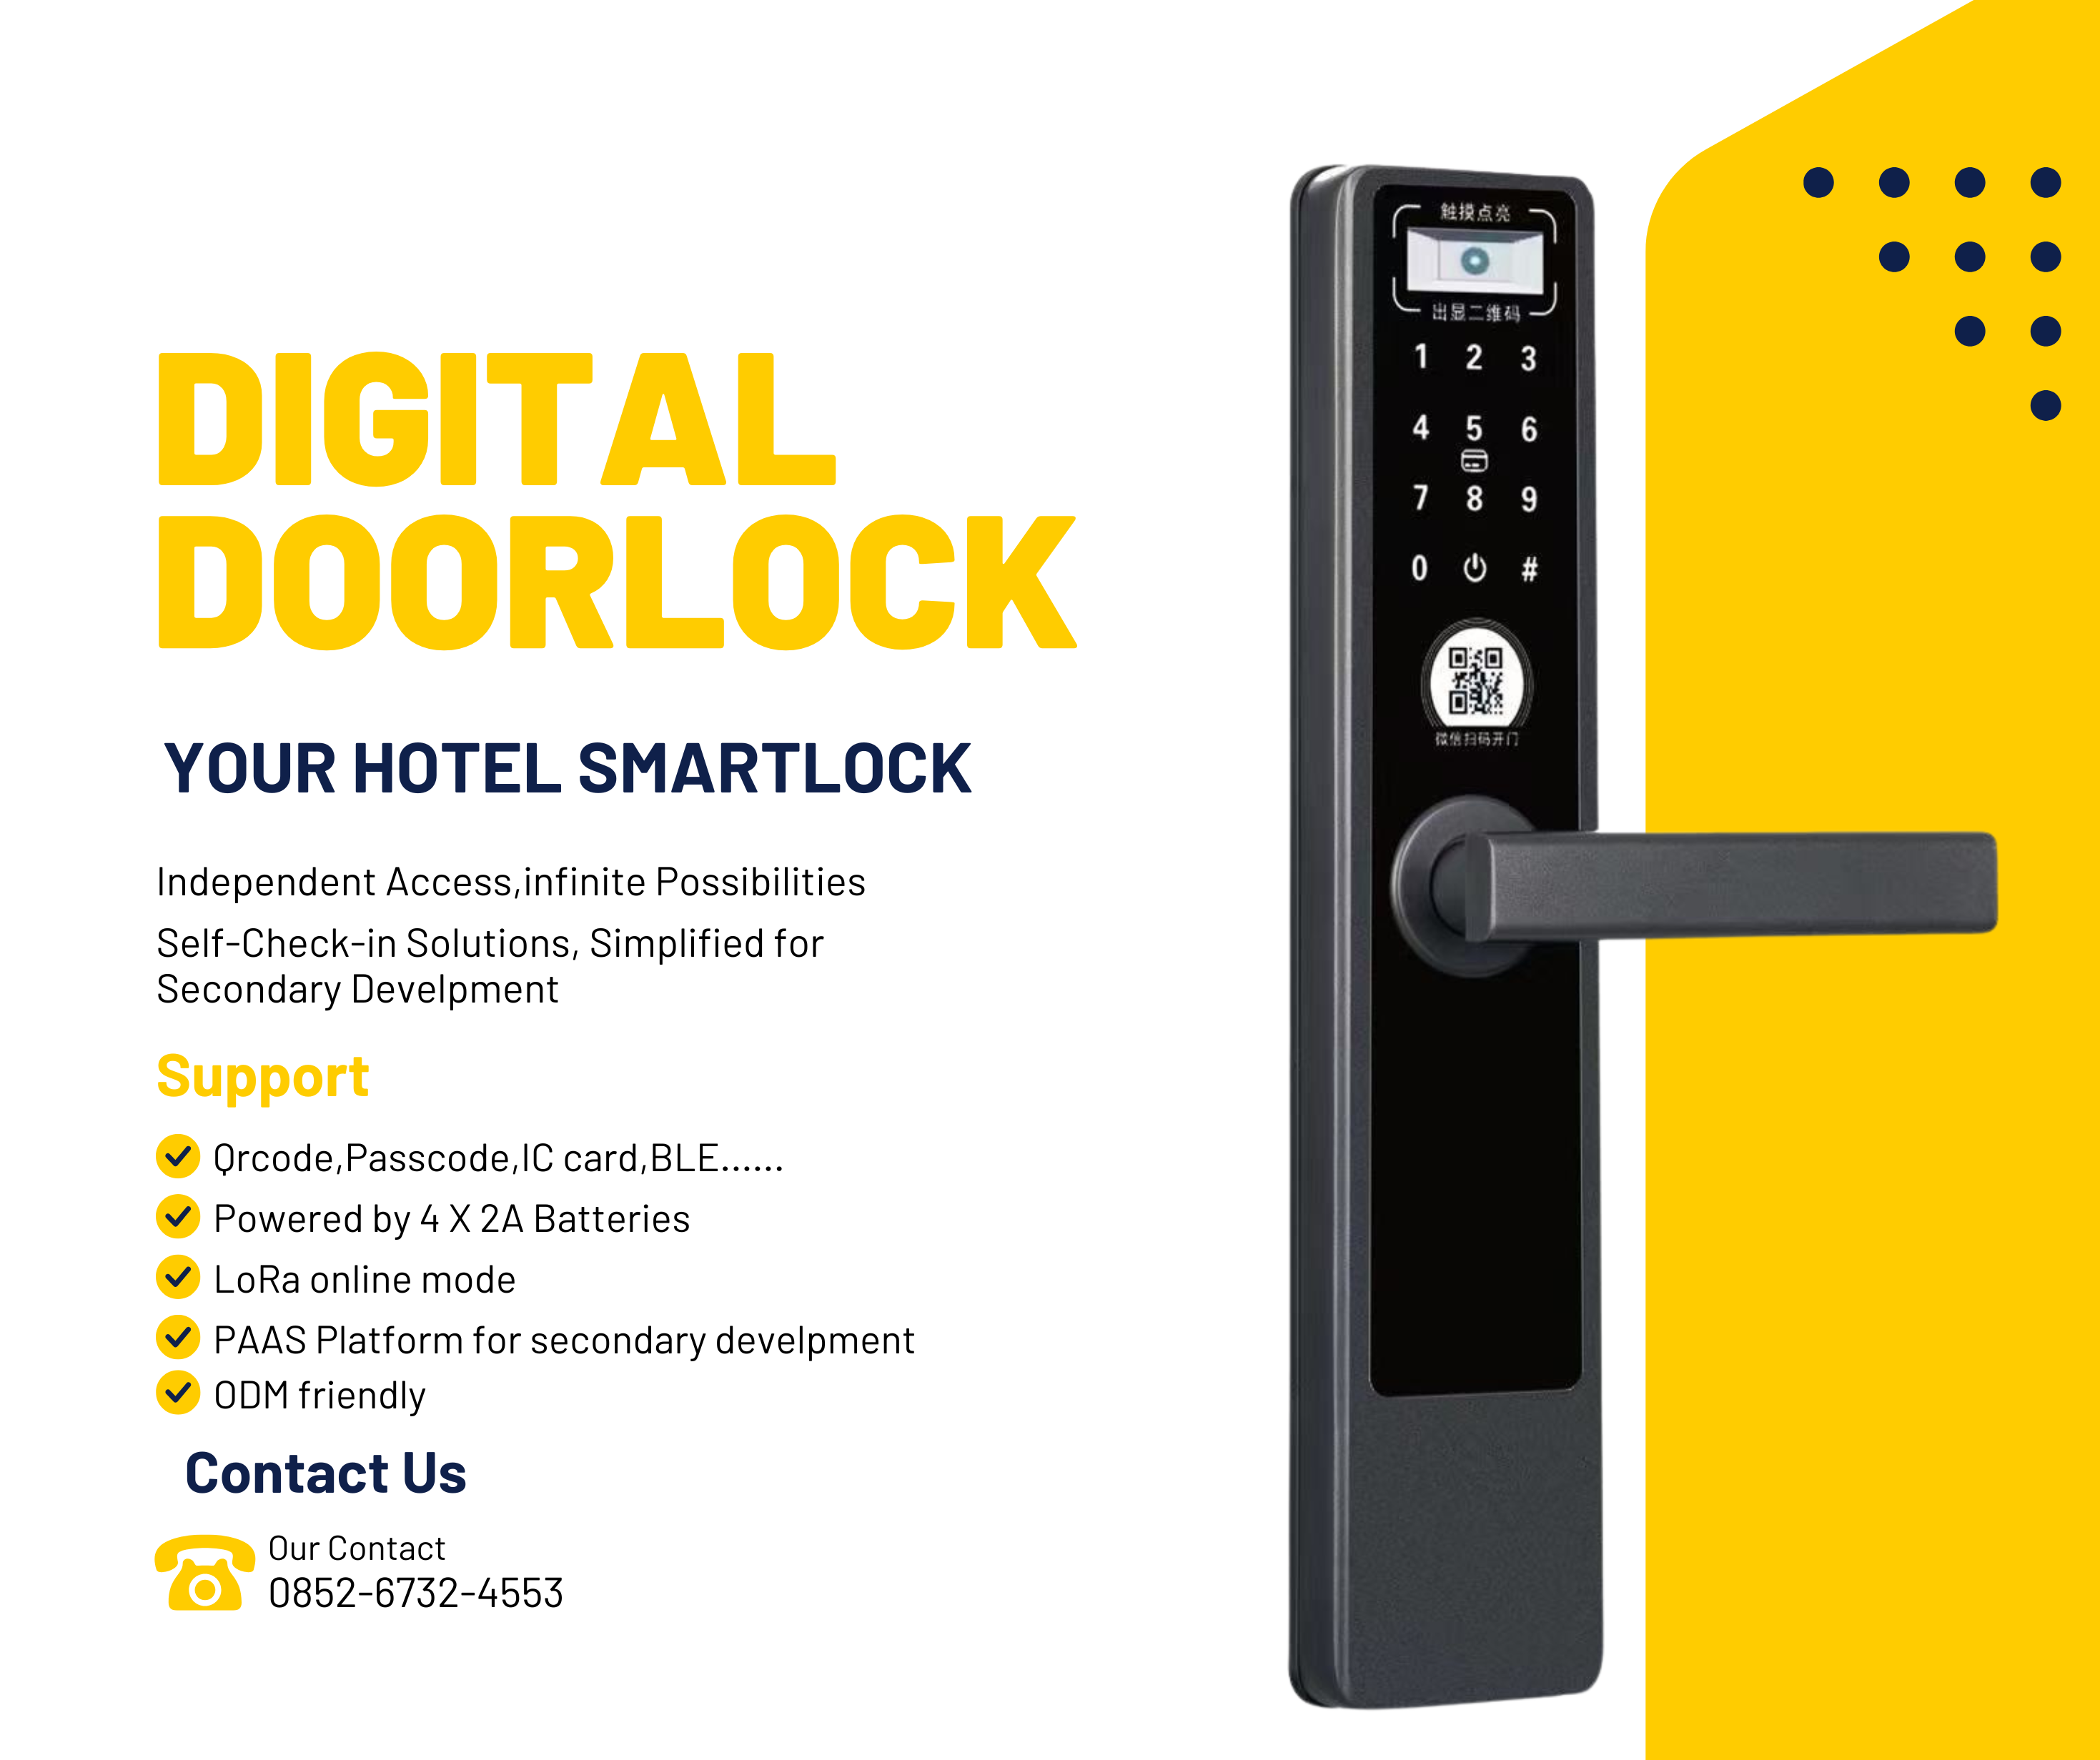 DIGITAL
DOORLOCK
YOUR HOTEL SMARTLOCK
Independent Access,infinite Possibilities
Self-Check-in Solutions, Simplified for
Secondary Develpment
Support
Qrcode,Passcode,IC card,BLE......
Powered by 4 X 2A Batteries
LoRa online mode
PAAS Platform for secondary develpment
ODM friendly
Contact Us
Our Contact
0852-6732-4553
触摸点亮
出显二维码
1 2 3
4 5 6
7 8 9
0 #
微信扫码开门